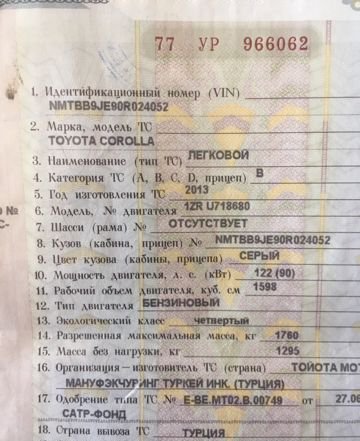 77 УР 966062
1. Идентификационный номер (VIN)
NMTBB9JE90R024052
2. Марка, модель ТС
TOYOTA COROLLA
3. Наименование (тип ТС) ЛЕГКОВОЙ
4. Категория ТС (A, B, C, D, прицеп) B
5. Год изготовления ТС 2013
6. Модель, № двигателя 1ZR U718680
7. Шасси (рама) № ОТСУТСТВУЕТ
8. Кузов (кабина, прицеп) № NMTBB9JE90R024052
9. Цвет кузова (кабины, прицепа) СЕРЫЙ
10. Мощность двигателя, л. с. (кВт) 122 (90)
11. Рабочий объем двигателя, куб. см 1598
12. Тип двигателя БЕНЗИНОВЫЙ
13. Экологический класс четвертый
14. Разрешенная максимальная масса, кг 1760
15. Масса без нагрузки, кг 1295
16. Организация—изготовитель ТС (страна) ТОЙОТА МОТ
МАНУФЭКЧУРИНГ ТУРКЕЙ ИНК. (ТУРЦИЯ)
17. Одобрение типа ТС № E-BE.MT02.B.00749 от 27.06
САТР-ФОНД
18. Страна вывоза ТС ТУРЦИЯ